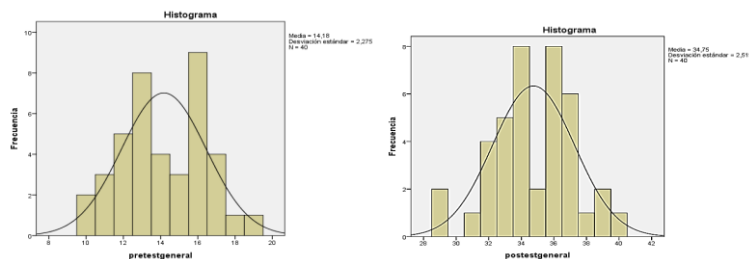 Histograma
Media = 14,18
Desviación estándar = 2,275
N = 40
10
8
6
4
2
0
Frecuencia
8 10 12 14 16 18 20
pretestgeneral
Histograma
Media = 34,75
Desviación estándar = 2,51
N = 40
8
6
4
2
0
Frecuencia
28 30 32 34 36 38 40 42
postestgeneral